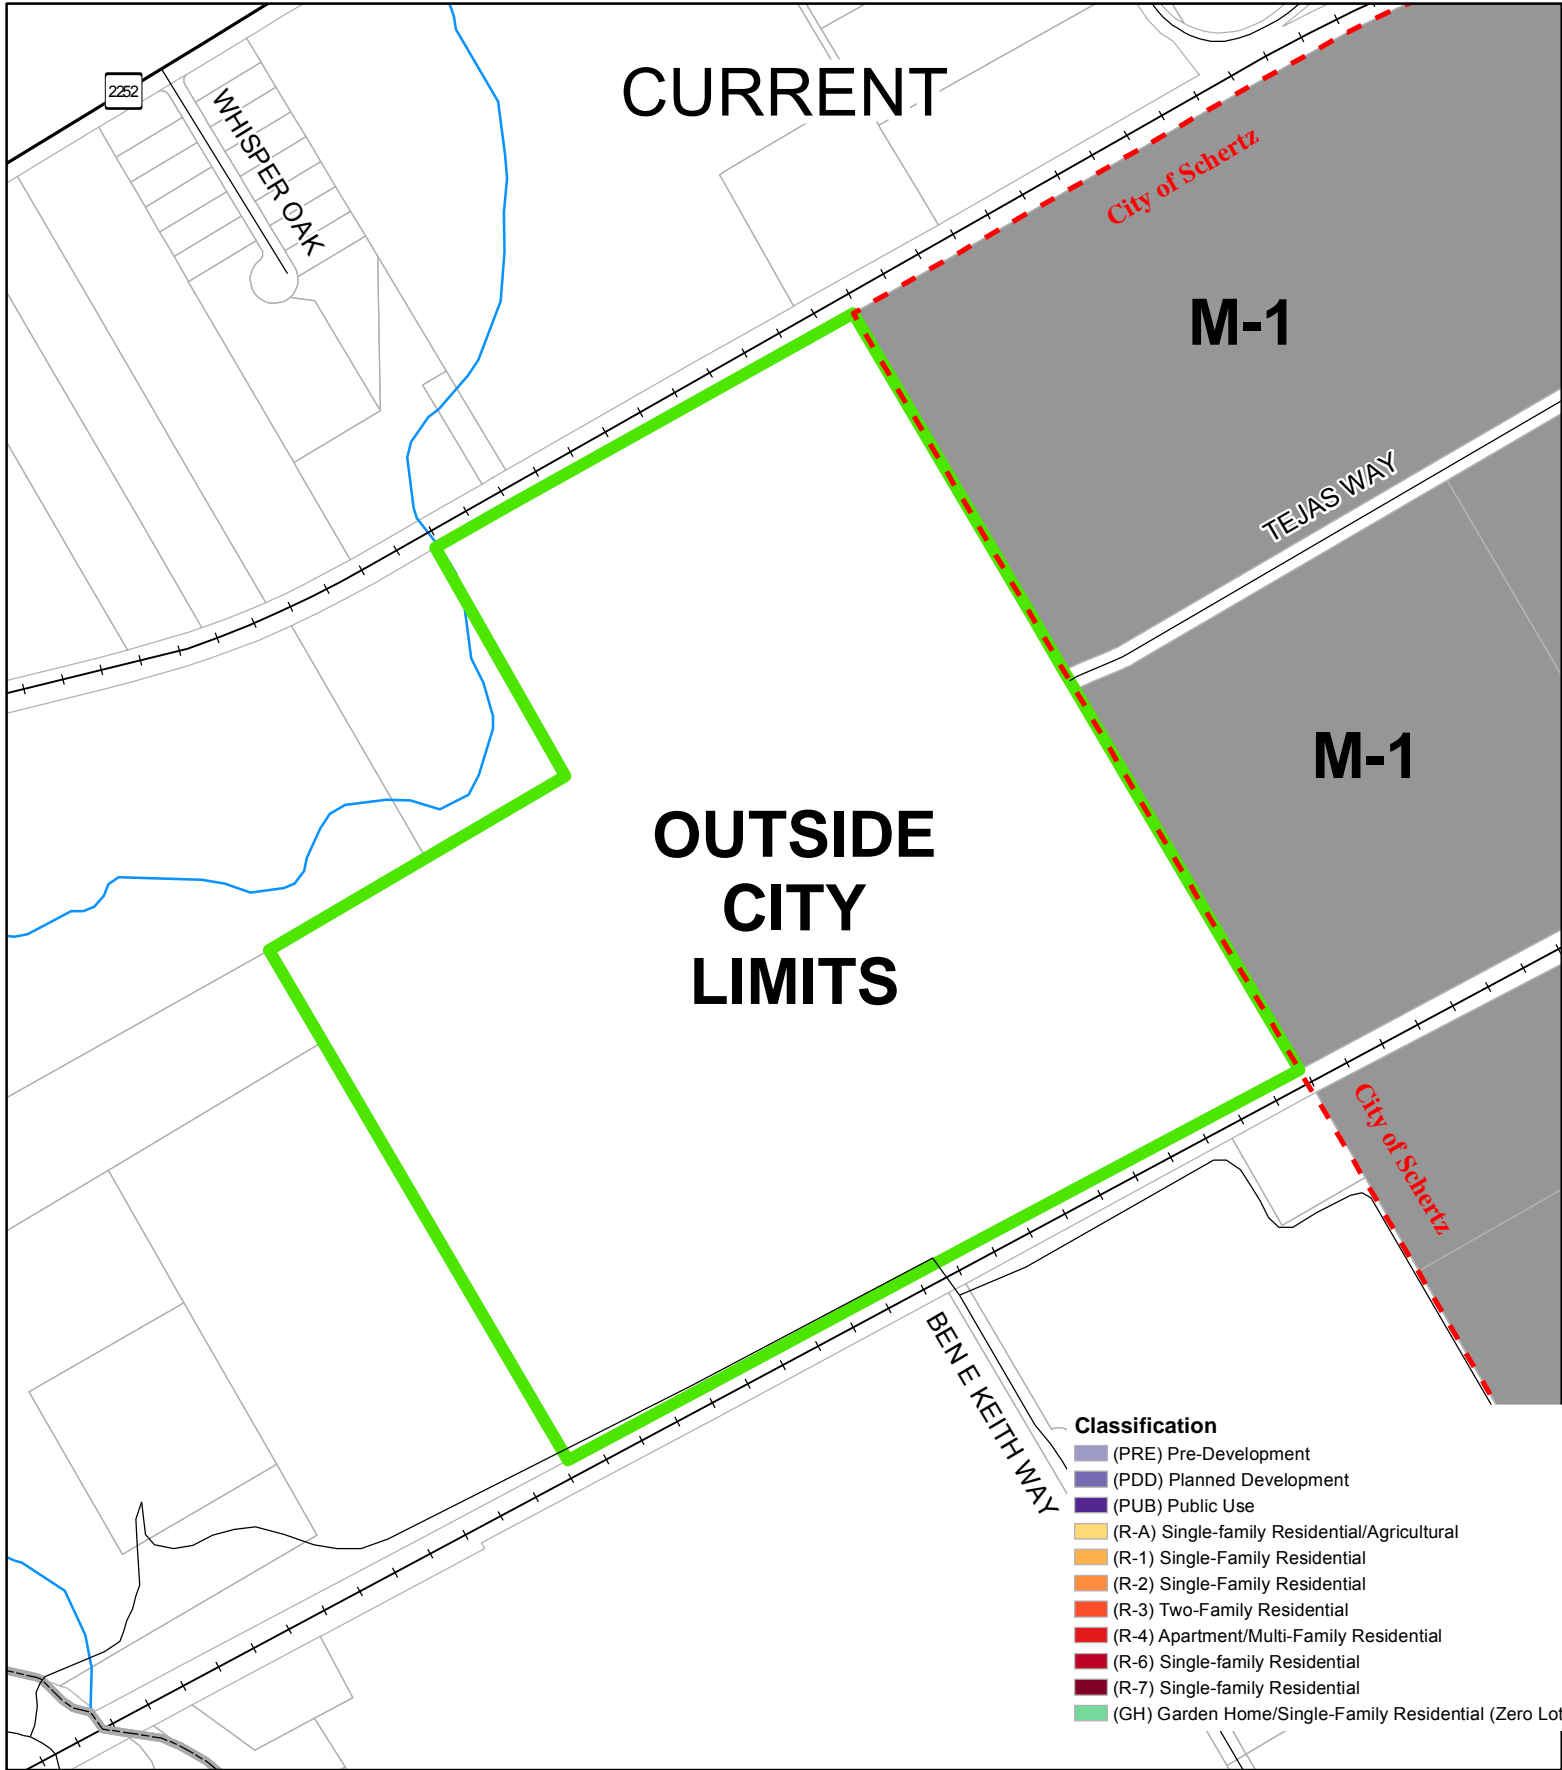 CURRENT
2252
WHISPER OAK
City of Schertz
M-1
TEJAS WAY
M-1
OUTSIDE
CITY
LIMITS
City of Schertz
BEN E KEITH WAY
Classification
(PRE) Pre-Development
(PDD) Planned Development
(PUB) Public Use
(R-A) Single-family Residential/Agricultural
(R-1) Single-Family Residential
(R-2) Single-Family Residential
(R-3) Two-Family Residential
(R-4) Apartment/Multi-Family Residential
(R-6) Single-family Residential
(R-7) Single-family Residential
(GH) Garden Home/Single-Family Residential (Zero Lot